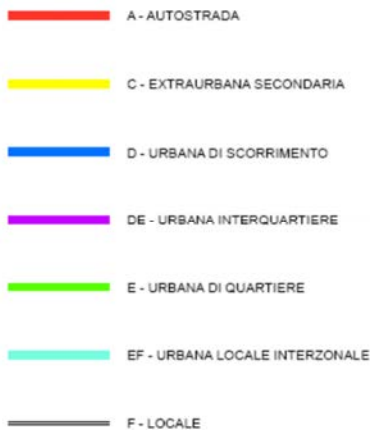 A - AUTOSTRADA
C - EXTRAURBANA SECONDARIA
D - URBANA DI SCORRIMENTO
DE - URBANA INTERQUARTIERE
E - URBANA DI QUARTIERE
EF - URBANA LOCALE INTERZONALE
F - LOCALE